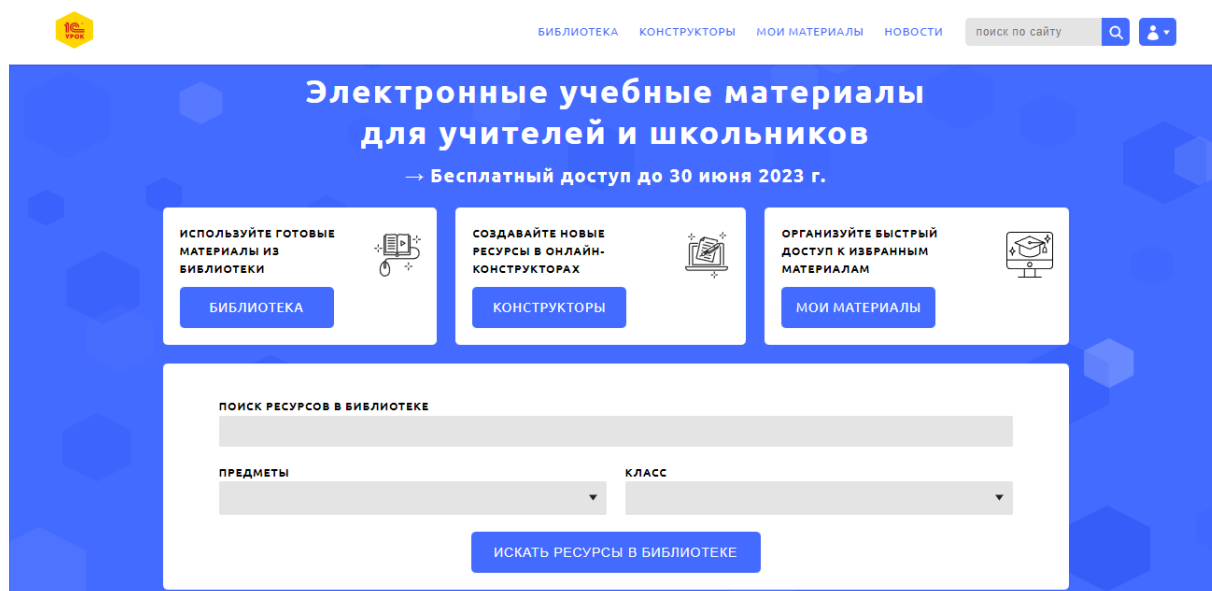 1С
УРОК
БИБЛИОТЕКА КОНСТРУКТОРЫ МОИ МАТЕРИАЛЫ НОВОСТИ поиск по сайту
Электронные учебные материалы
для учителей и школьников
→ Бесплатный доступ до 30 июня 2023 г.
ИСПОЛЬЗУЙТЕ ГОТОВЫЕ
МАТЕРИАЛЫ ИЗ
БИБЛИОТЕКИ
БИБЛИОТЕКА
СОЗДАВАЙТЕ НОВЫЕ
РЕСУРСЫ В ОНЛАЙН-
КОНСТРУКТОРАХ
КОНСТРУКТОРЫ
ОРГАНИЗУЙТЕ БЫСТРЫЙ
ДОСТУП К ИЗБРАННЫМ
МАТЕРИАЛАМ
МОИ МАТЕРИАЛЫ
ПОИСК РЕСУРСОВ В БИБЛИОТЕКЕ
ПРЕДМЕТЫ КЛАСС
ИСКАТЬ РЕСУРСЫ В БИБЛИОТЕКЕ